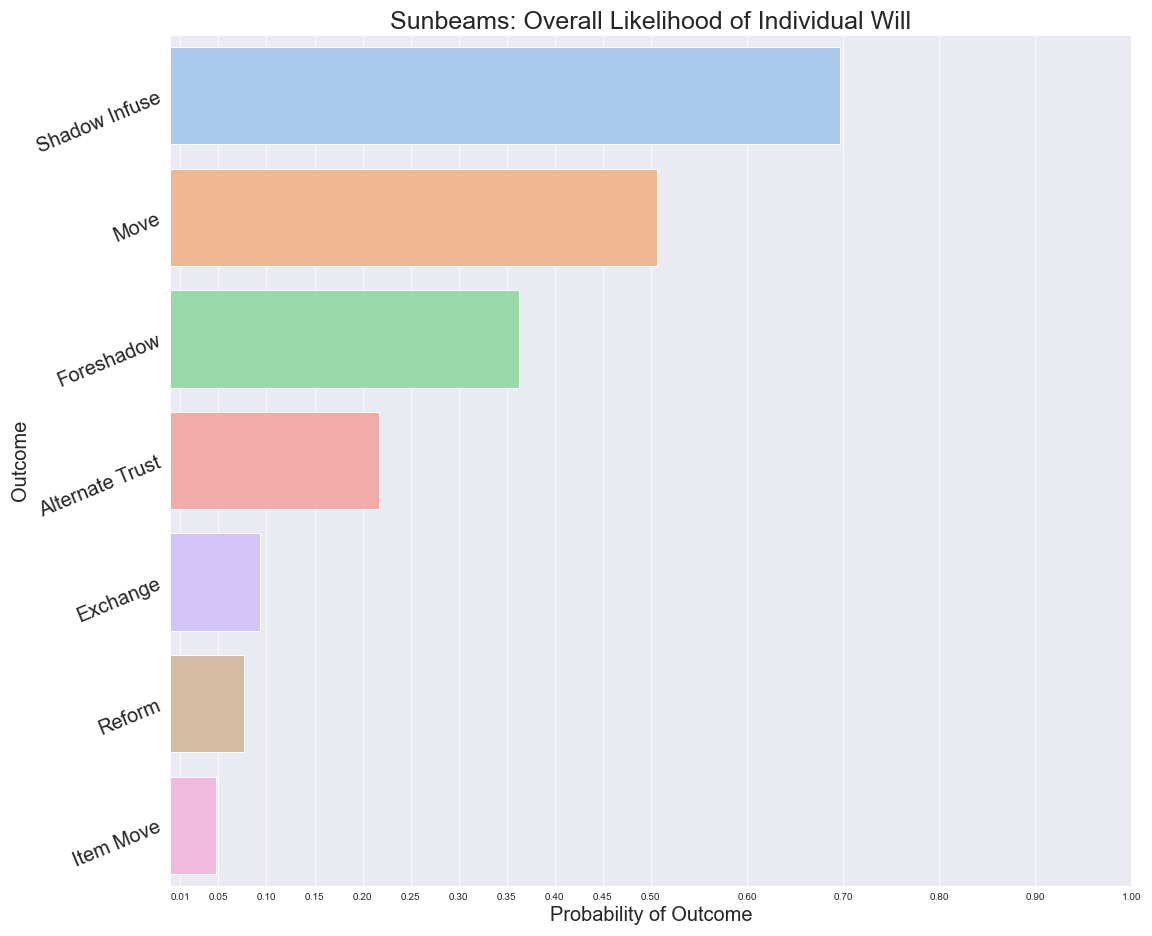 Sunbeams: Overall Likelihood of Individual Will
Outcome
Shadow Infuse
Move
Foreshadow
Alternate Trust
Exchange
Reform
Item Move
0.01 0.05 0.10 0.15 0.20 0.25 0.30 0.35 0.40 0.45 0.50 0.60 0.70 0.80 0.90 1.00
Probability of Outcome